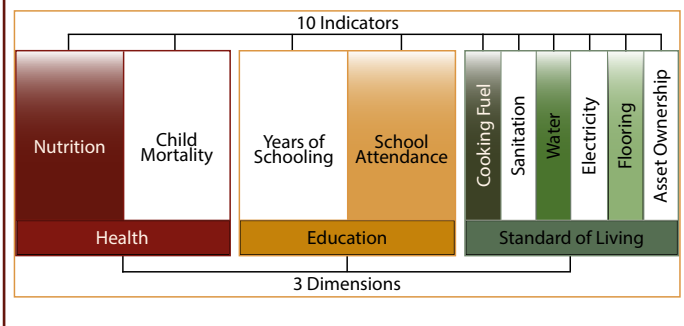 10 Indicators
Nutrition
Child
Mortality
Years of
Schooling
School
Attendance
Cooking Fuel
Sanitation
Water
Electricity
Flooring
Asset Ownership
Health
Education
Standard of Living
3 Dimensions